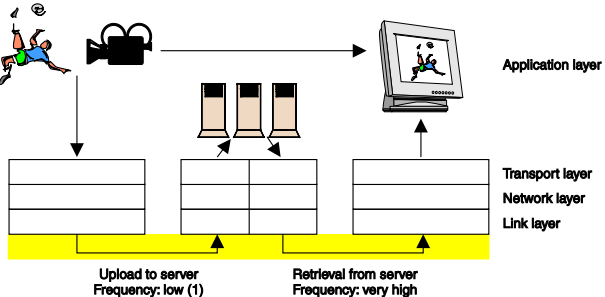 Application layer
Transport layer
Network layer
Link layer
Upload to server
Frequency: low (1)
Retrieval from server
Frequency: very high